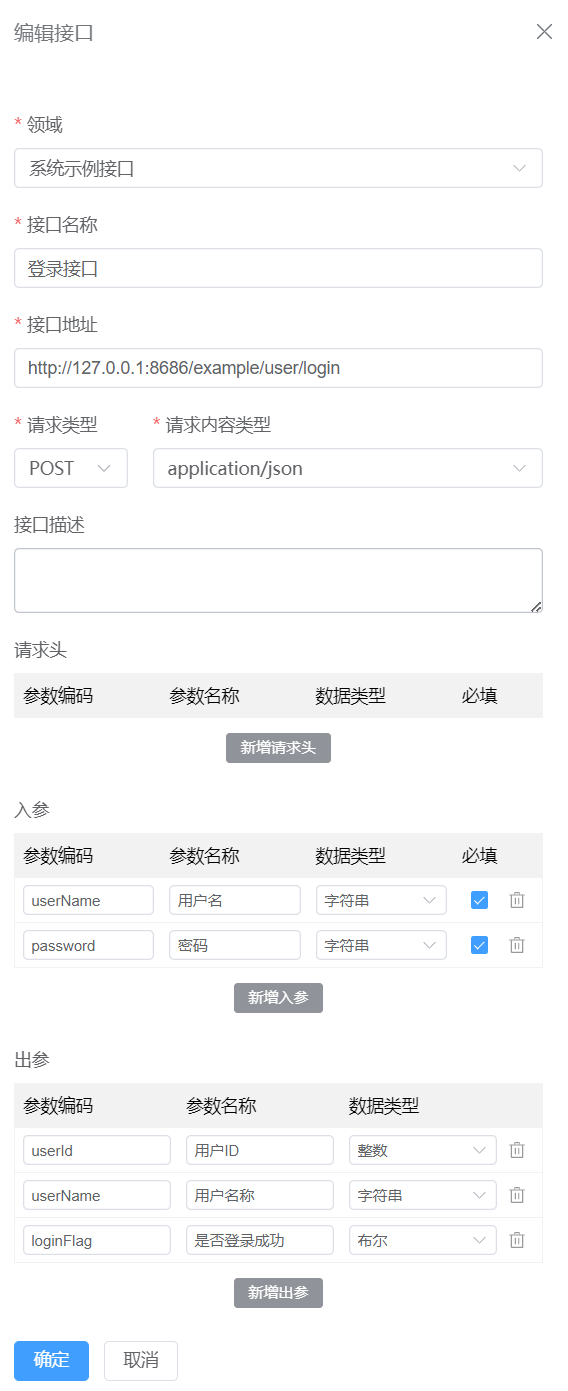 编辑接口
* 领域
系统示例接口
* 接口名称
登录接口
* 接口地址
http://127.0.0.1:8686/example/user/login
* 请求类型 * 请求内容类型
POST application/json
接口描述
请求头
参数编码 参数名称 数据类型 必填
新增请求头
入参
参数编码 参数名称 数据类型 必填
userName 用户名 字符串
password 密码 字符串
新增入参
出参
参数编码 参数名称 数据类型
userId 用户ID 整数
userName 用户名称 字符串
loginFlag 是否登录成功 布尔
新增出参
确定 取消